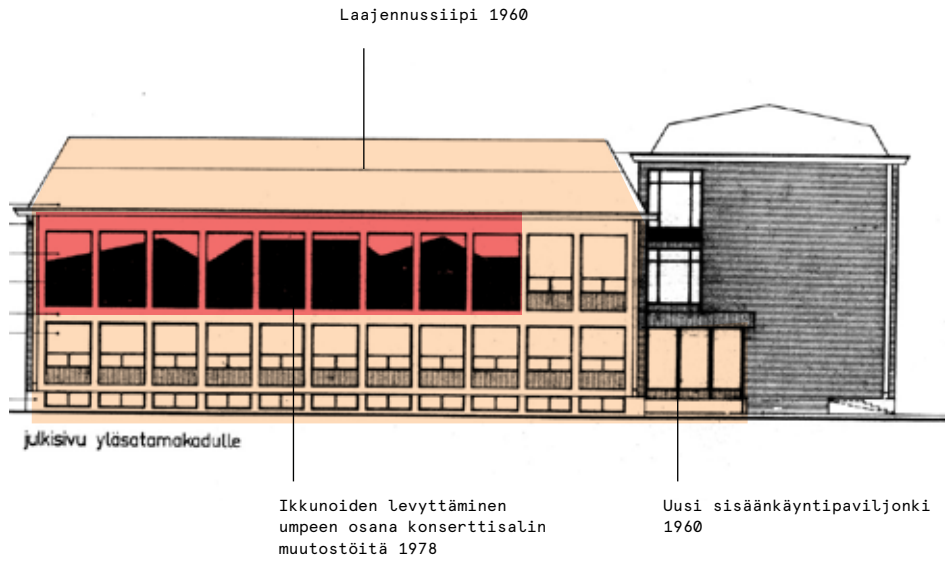 Laajennussiipi 1960
julkisivu yläsatamakadulle
Ikkunoiden levyttäminen
umpeen osana konserttisalin
muutostöitä 1978
Uusi sisäänkäyntipaviljonki
1960